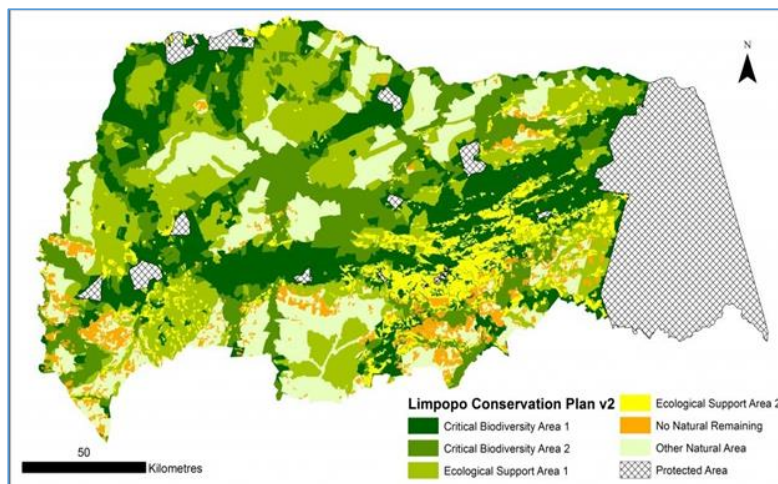 N
Limpopo Conservation Plan v2
Critical Biodiversity Area 1
Critical Biodiversity Area 2
Ecological Support Area 1
Ecological Support Area 2
No Natural Remaining
Other Natural Area
Protected Area
50
Kilometres